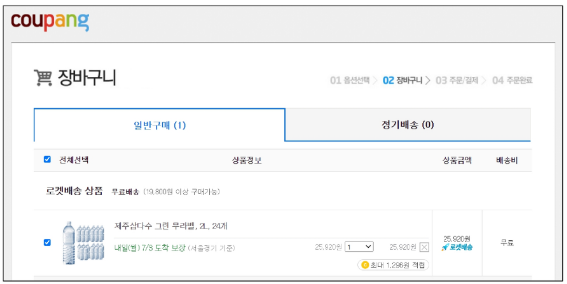 coupang
장바구니
01 옵션선택 > 02 장바구니 > 03 주문/결제 > 04 주문완료
일반구매 (1) 정기배송 (0)
전체선택 상품정보 상품금액 배송비
로켓배송 상품 무료배송 (19,800원 이상 구매가능)
제주삼다수 그린 무라벨, 2L, 24개
내일(월) 7/8 도착 보장 (서울경기 기준) 25,920원 1 25,920원
25,920원
로켓배송
무료
최대 1,296원 적립